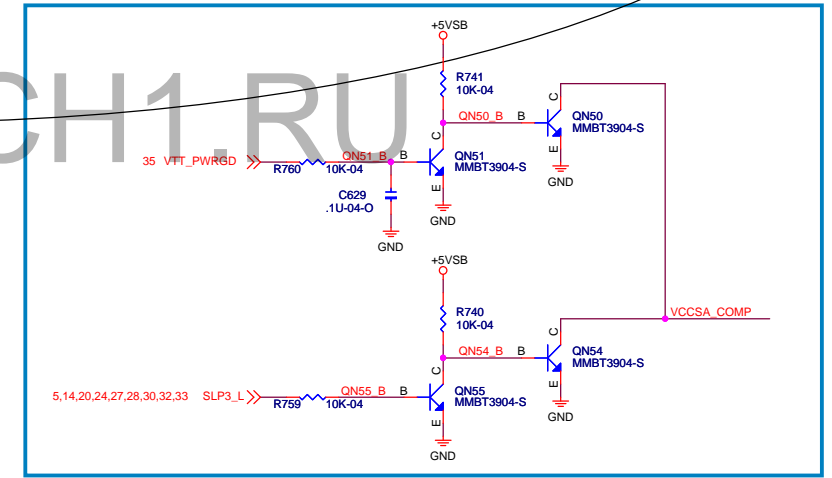 +5VSB
R741
10K-04
C
QN50_B B
QN50
MMBT3904-S
CH1.RU
C
E
GND
35 VTT_PWRGD
QN51_B B
R760 10K-04
QN51
MMBT3904-S
C629
.1U-04-O
E
GND
GND
+5VSB
R740
10K-04
VCCSA_COMP
C
QN54_B B
QN54
MMBT3904-S
C
E
5,14,20,24,27,28,30,32,33 SLP3_L
QN55_B B
R759 10K-04
QN55
MMBT3904-S
GND
E
GND